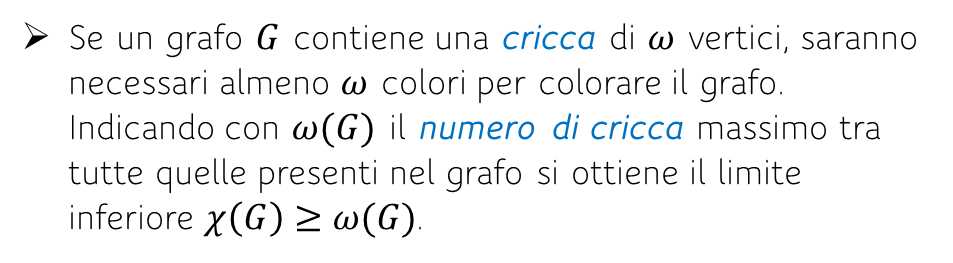 ➢ Se un grafo 𝑮 contiene una cricca di 𝝎 vertici, saranno
necessari almeno 𝝎 colori per colorare il grafo.
Indicando con 𝝎(𝑮) il numero di cricca massimo tra
tutte quelle presenti nel grafo si ottiene il limite
inferiore 𝝌(𝑮) ≥ 𝝎(𝑮).